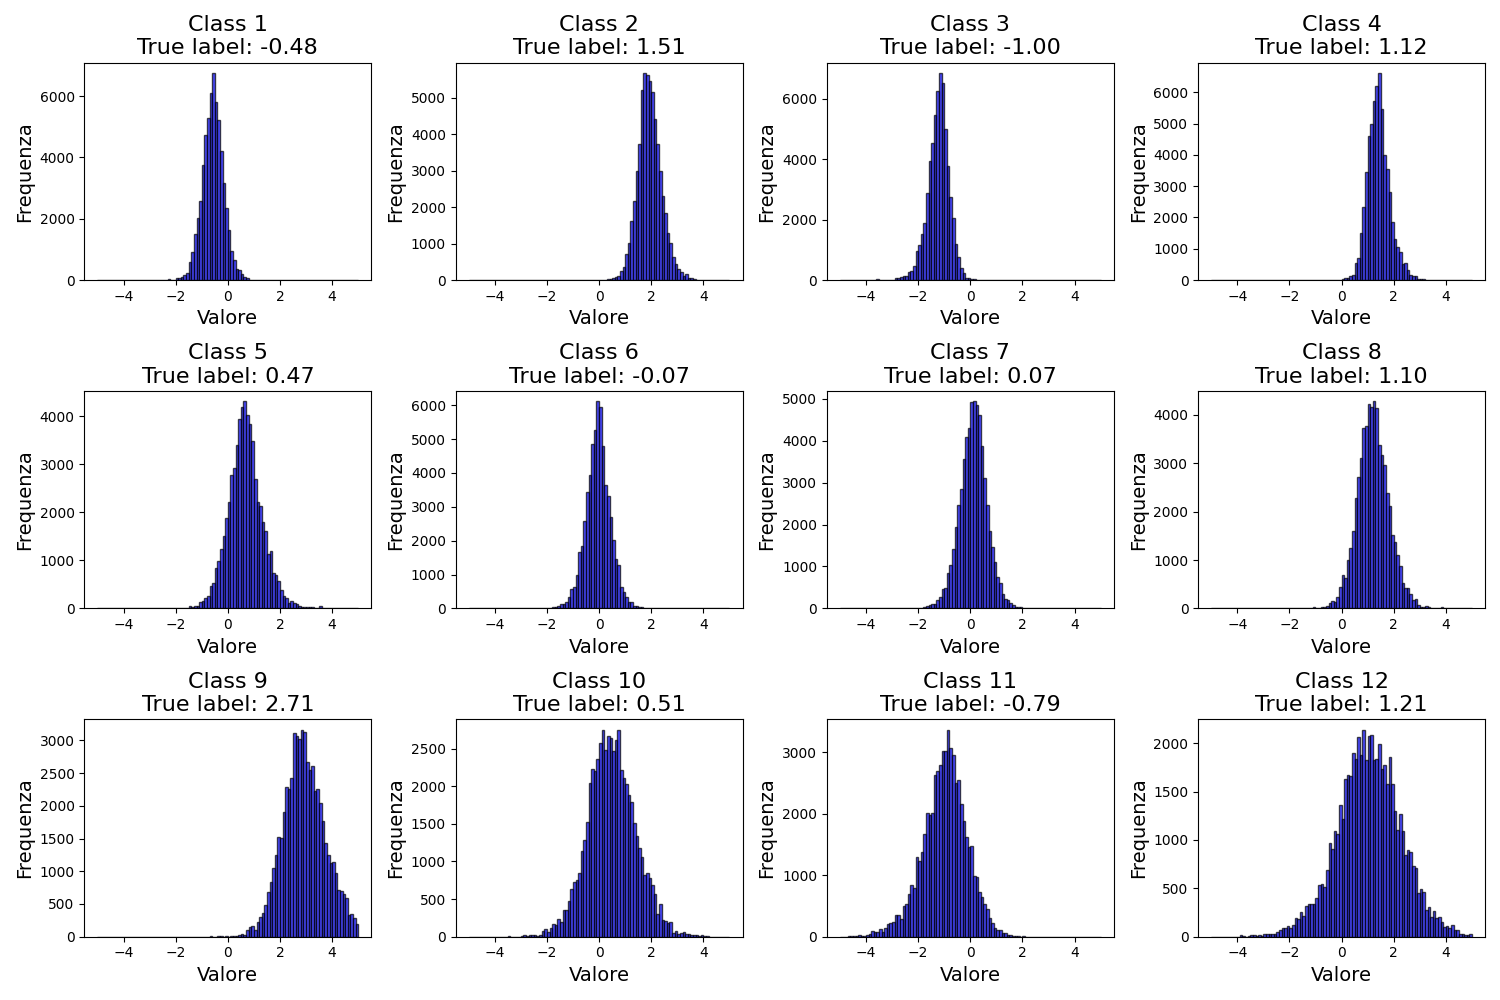 Class 1
True label: -0.48
Frequenza
6000
4000
2000
0
−4 −2 0 2 4
Valore
Class 2
True label: 1.51
Frequenza
5000
4000
3000
2000
1000
0
−4 −2 0 2 4
Valore
Class 3
True label: -1.00
Frequenza
6000
4000
2000
0
−4 −2 0 2 4
Valore
Class 4
True label: 1.12
Frequenza
6000
5000
4000
3000
2000
1000
0
−4 −2 0 2 4
Valore
Class 5
True label: 0.47
Frequenza
4000
3000
2000
1000
0
−4 −2 0 2 4
Valore
Class 6
True label: -0.07
Frequenza
6000
5000
4000
3000
2000
1000
0
−4 −2 0 2 4
Valore
Class 7
True label: 0.07
Frequenza
5000
4000
3000
2000
1000
0
−4 −2 0 2 4
Valore
Class 8
True label: 1.10
Frequenza
4000
3000
2000
1000
0
−4 −2 0 2 4
Valore
Class 9
True label: 2.71
Frequenza
3000
2500
2000
1500
1000
500
0
−4 −2 0 2 4
Valore
Class 10
True label: 0.51
Frequenza
2500
2000
1500
1000
500
0
−4 −2 0 2 4
Valore
Class 11
True label: -0.79
Frequenza
3000
2000
1000
0
−4 −2 0 2 4
Valore
Class 12
True label: 1.21
Frequenza
2000
1500
1000
500
0
−4 −2 0 2 4
Valore